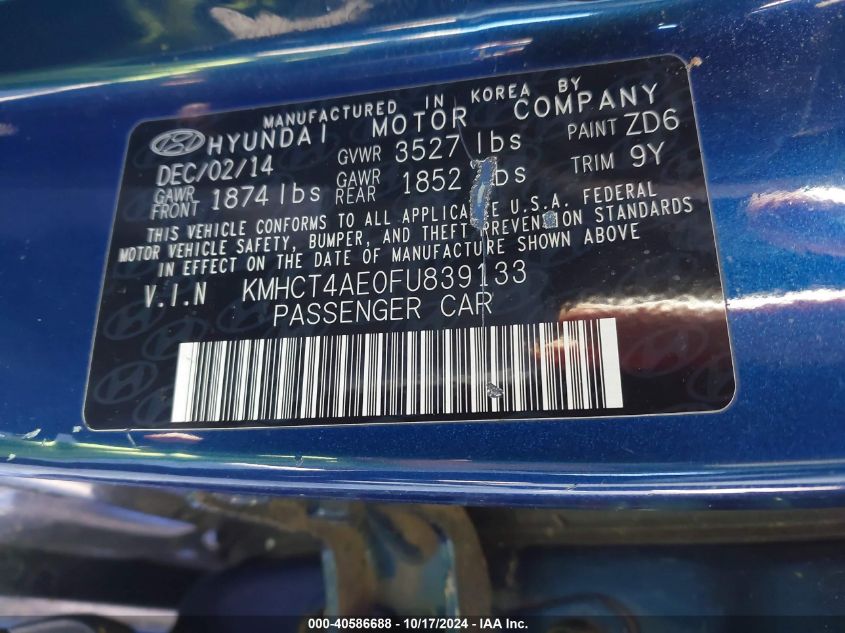 MANUFACTURED IN KOREA BY
HYUNDAI MOTOR COMPANY
DEC/02/14 GVWR 3527 lbs PAINT ZD6
GAWR FRONT 1874 lbs GAWR REAR 1852 lbs TRIM 9Y
THIS VEHICLE CONFORMS TO ALL APPLICABLE U.S.A. FEDERAL
MOTOR VEHICLE SAFETY, BUMPER, AND THEFT PREVENTION STANDARDS
IN EFFECT ON THE DATE OF MANUFACTURE SHOWN ABOVE
V.I.N KMHCT4AE0FU839133
PASSENGER CAR
000-40586688 - 10/17/2024 - IAA Inc.